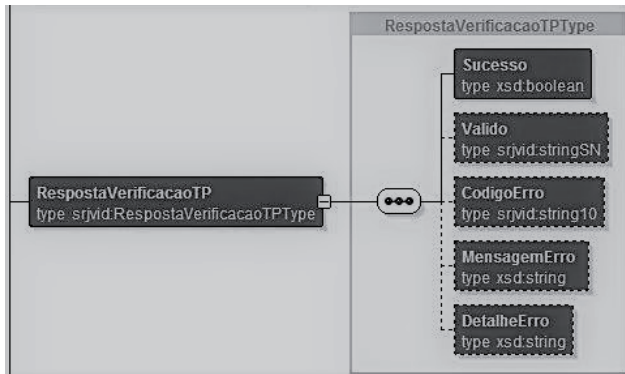 RespostaVerificacaoTPType
Sucesso
type xsd:boolean
Valido
type srjvid:stringSN
RespostaVerificacaoTP
type srjvid:RespostaVerificacaoTPType
CodigoErro
type srjvid:string10
MensagemErro
type xsd:string
DetalheErro
type xsd:string